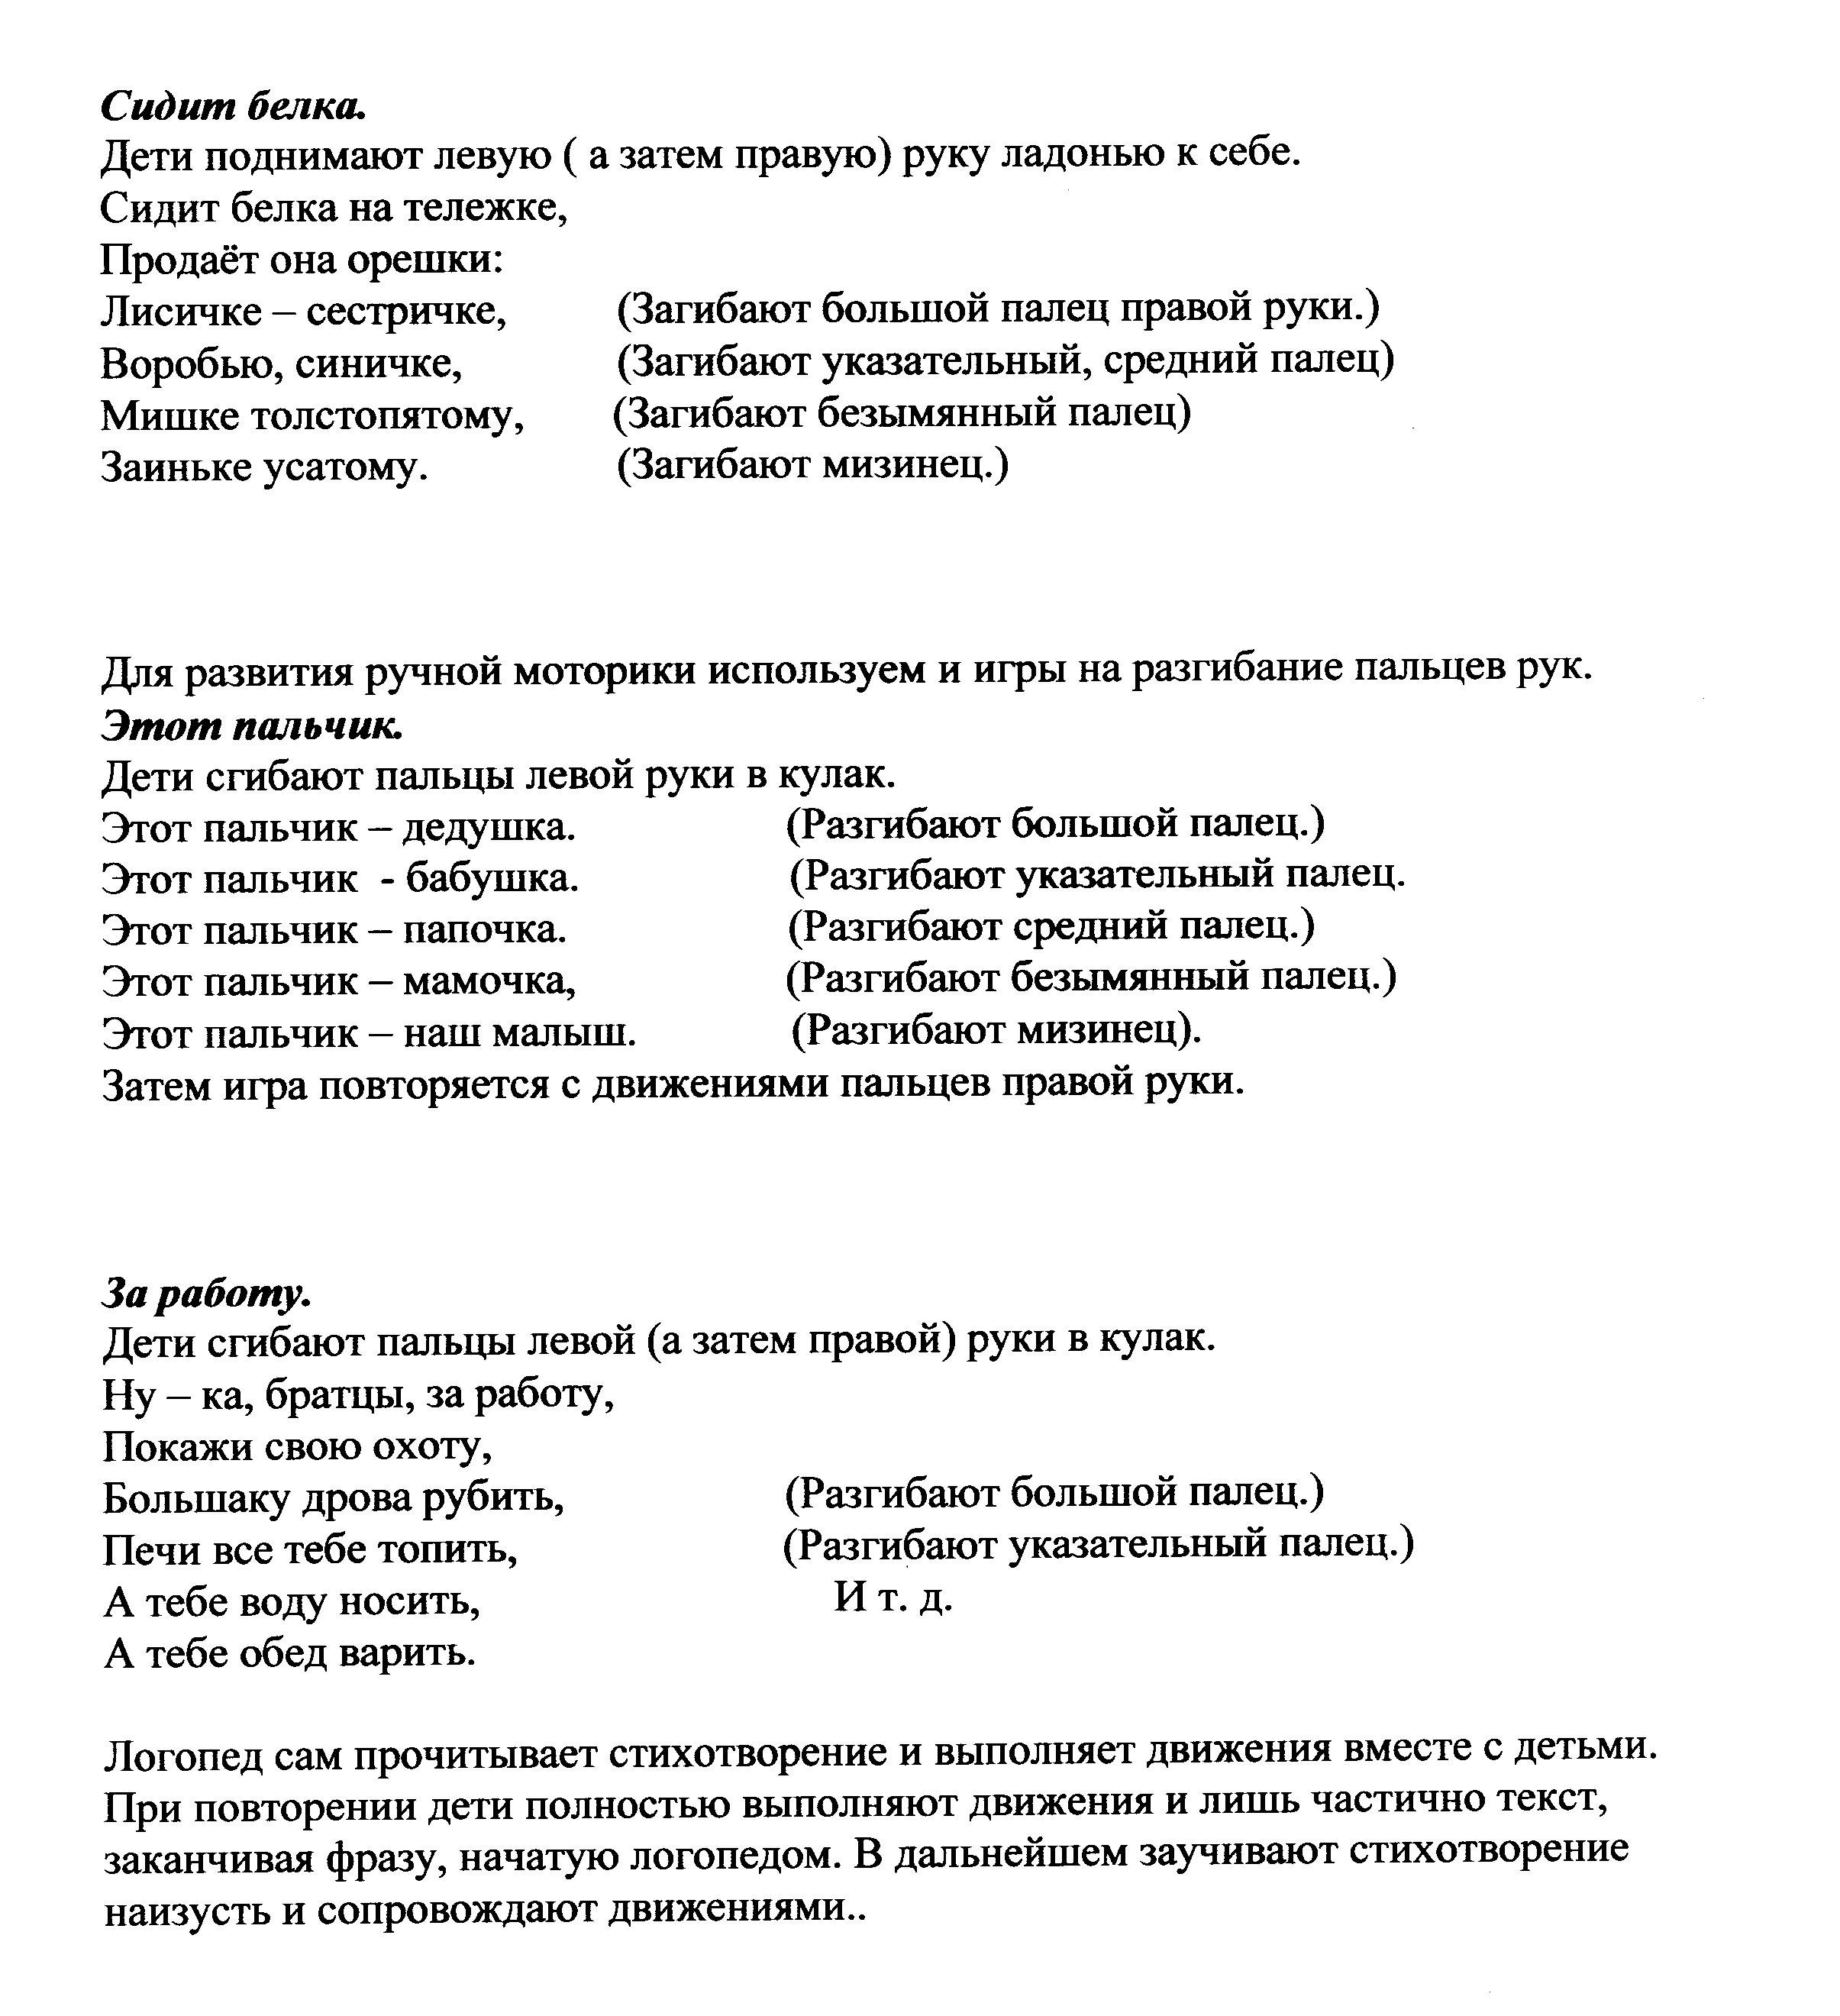 Сидит белка.
Дети поднимают левую ( а затем правую) руку ладонью к себе.
Сидит белка на тележке,
Продаёт она орешки:
Лисичке – сестричке, (Загибают большой палец правой руки.)
Воробью, синичке, (Загибают указательный, средний палец)
Мишке толстопятому, (Загибают безымянный палец)
Заиньке усатому. (Загибают мизинец.)
Для развития ручной моторики используем и игры на разгибание пальцев рук.
Этот пальчик.
Дети сгибают пальцы левой руки в кулак.
Этот пальчик – дедушка. (Разгибают большой палец.)
Этот пальчик - бабушка. (Разгибают указательный палец.
Этот пальчик – папочка. (Разгибают средний палец.)
Этот пальчик – мамочка, (Разгибают безымянный палец.)
Этот пальчик – наш малыш. (Разгибают мизинец).
Затем игра повторяется с движениями пальцев правой руки.
За работу.
Дети сгибают пальцы левой (а затем правой) руки в кулак.
Ну – ка, братцы, за работу,
Покажи свою охоту,
Большаку дрова рубить, (Разгибают большой палец.)
Печи все тебе топить, (Разгибают указательный палец.)
А тебе воду носить, И т. д.
А тебе обед варить.
Логопед сам прочитывает стихотворение и выполняет движения вместе с детьми.
При повторении дети полностью выполняют движения и лишь частично текст,
заканчивая фразу, начатую логопедом. В дальнейшем заучивают стихотворение
наизусть и сопровождают движениями..